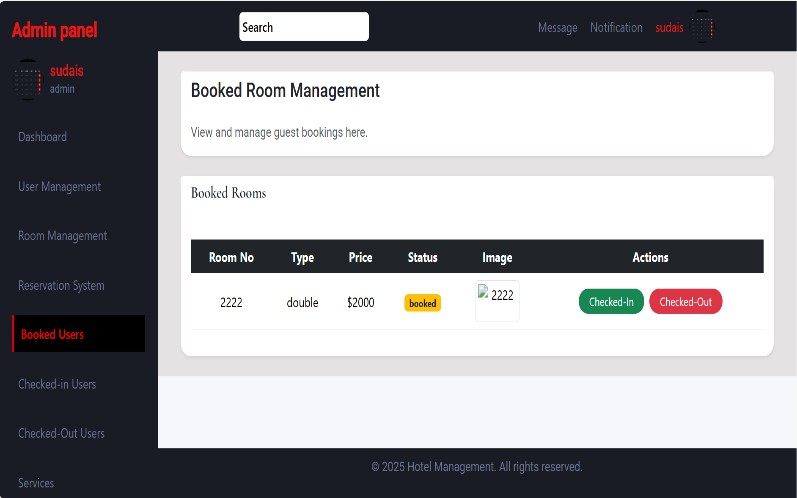 Admin panel
Search
Message Notification sudais
sudais
admin
Dashboard
User Management
Room Management
Reservation System
Booked Users
Checked-in Users
Checked-Out Users
Services
Booked Room Management
View and manage guest bookings here.
Booked Rooms
Room No Type Price Status Image Actions
2222 double $2000 booked 2222 Checked-In Checked-Out
© 2025 Hotel Management. All rights reserved.